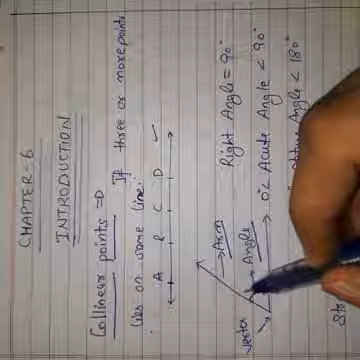 CHAPTER-6
INTRODUCTION
Collinear points => If three or more points
lies on same line.
A B C D
Arm Right Angle = 90°
Vertex Angle → 0°< Acute Angle < 90°
Angle < 180°